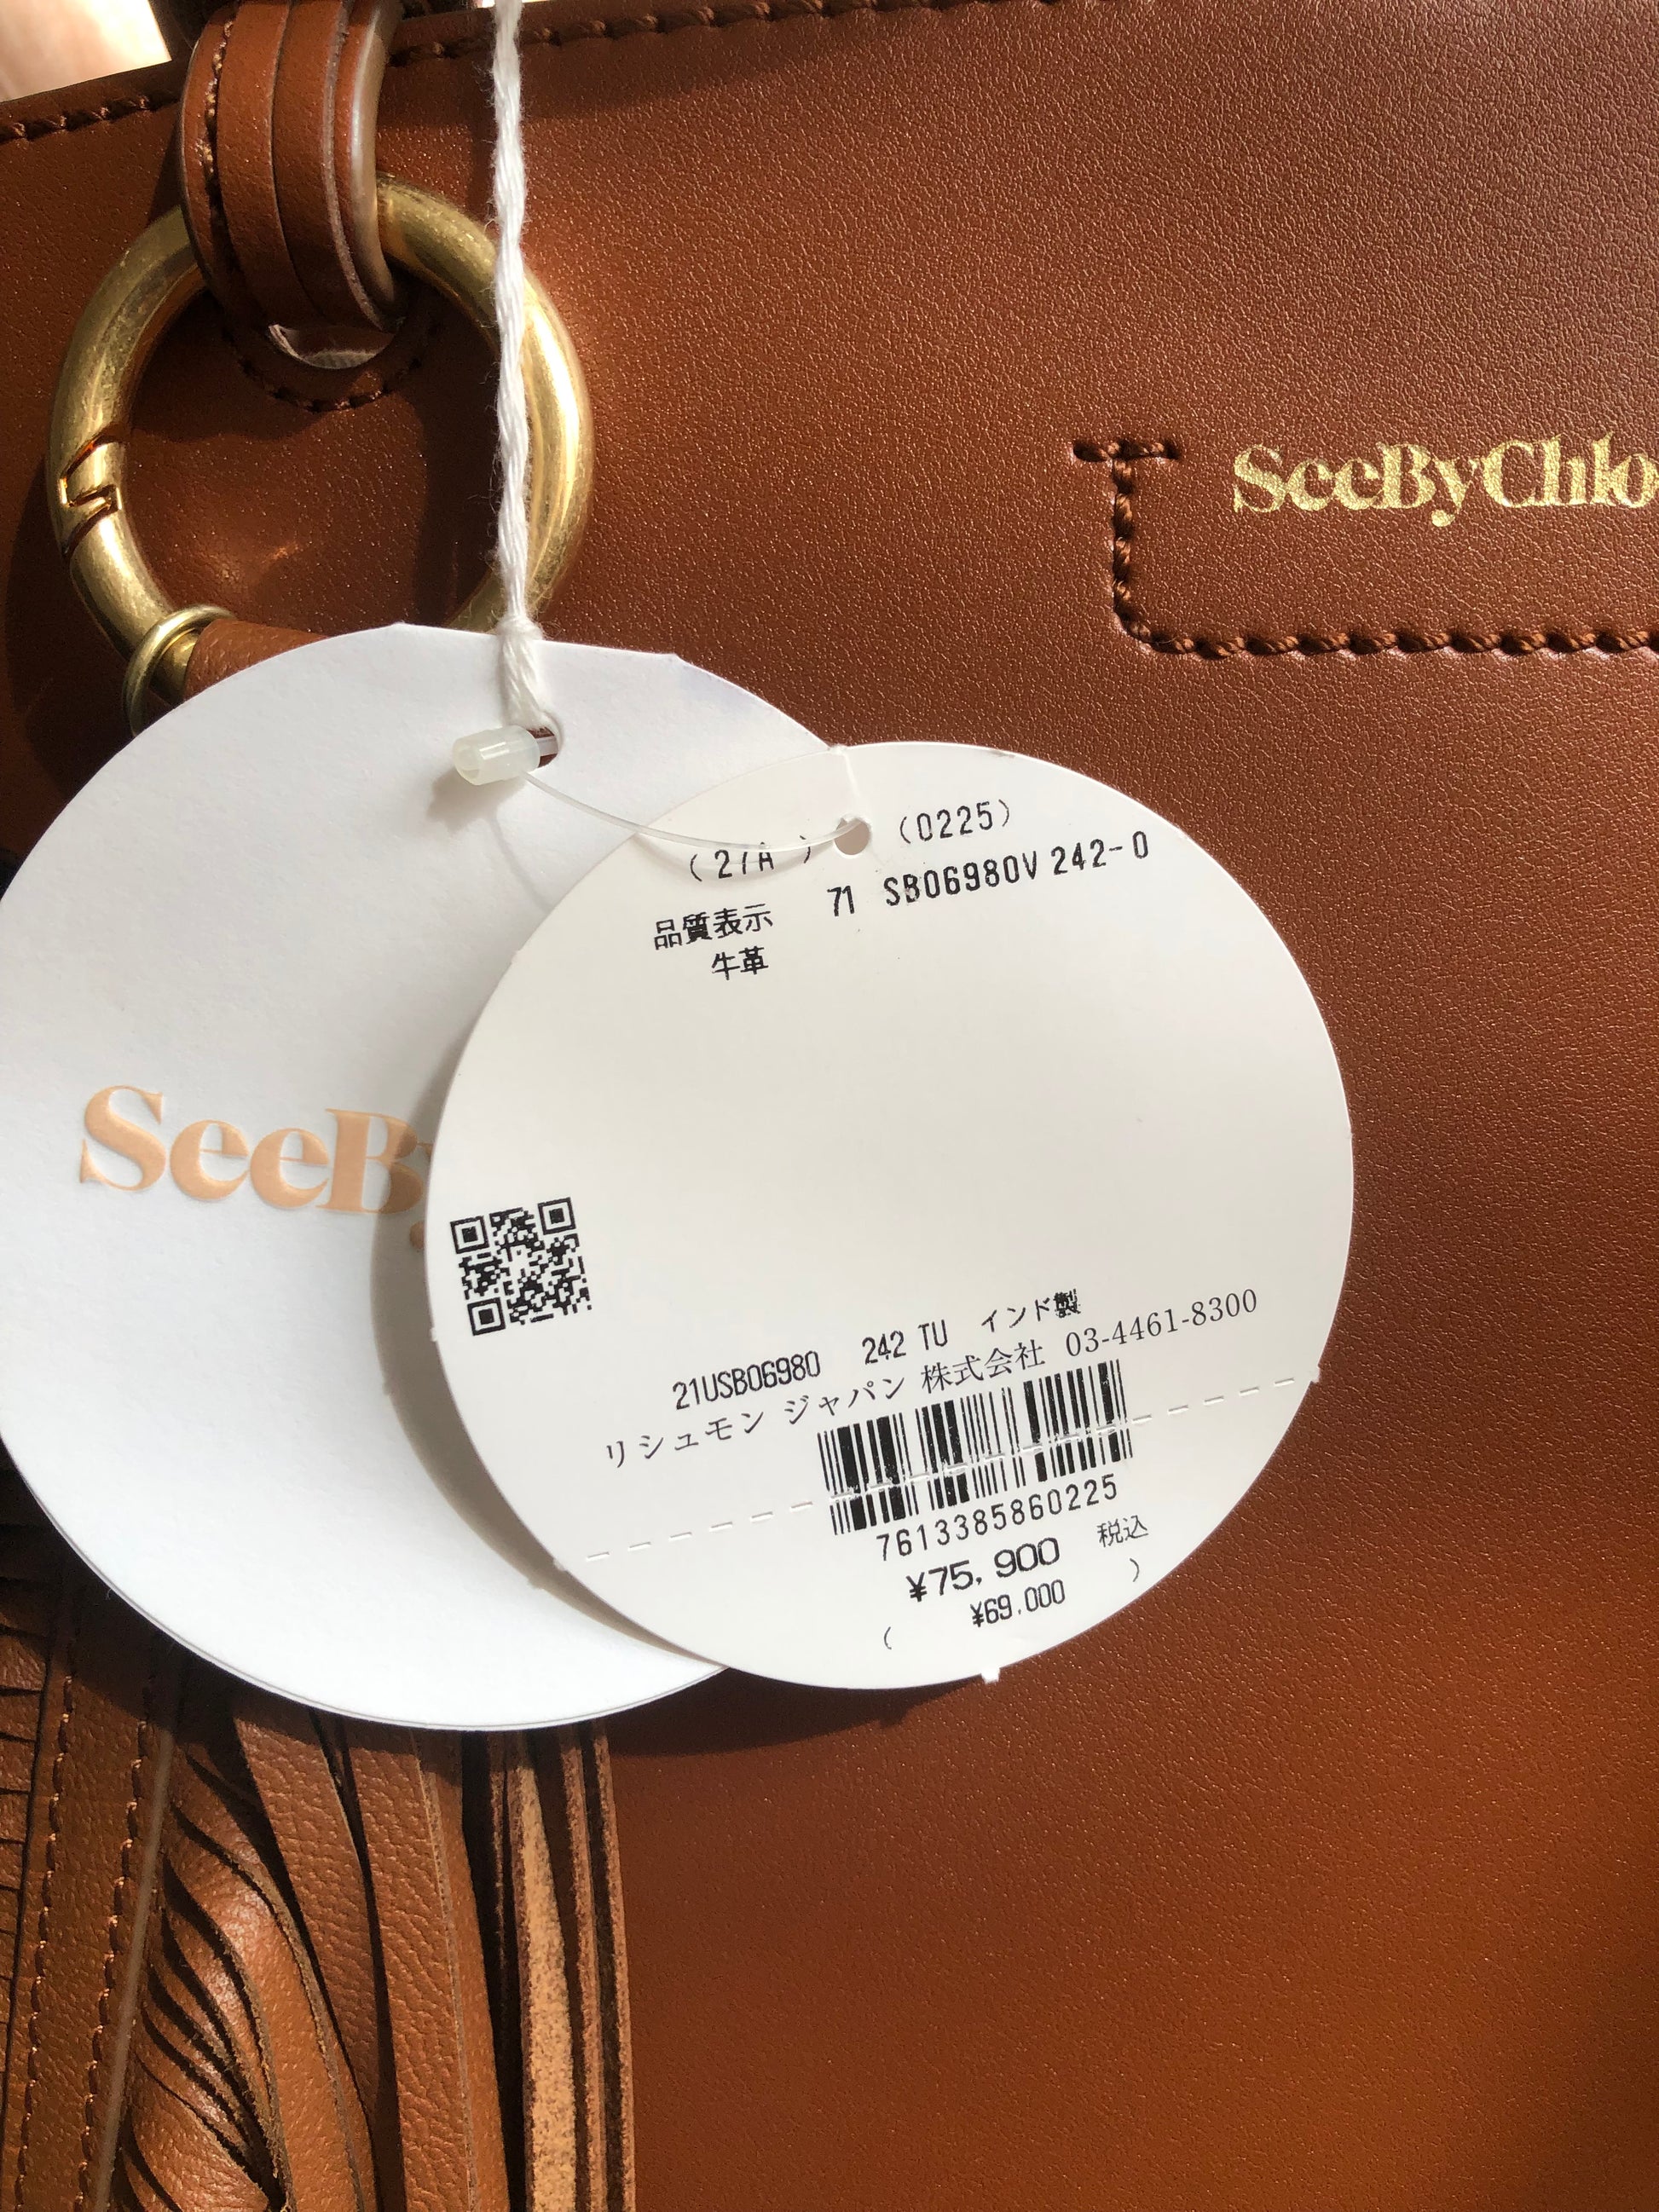 SeeByChlo
(27A ) (0225)
71 SB06980V 242-0
品質表示
牛革
SeeBy
21USB06980 242 TU インド製
リシュモン ジャパン 株式会社 03-4461-8300
7613385860225
¥75,900 税込
( ¥69,000 )